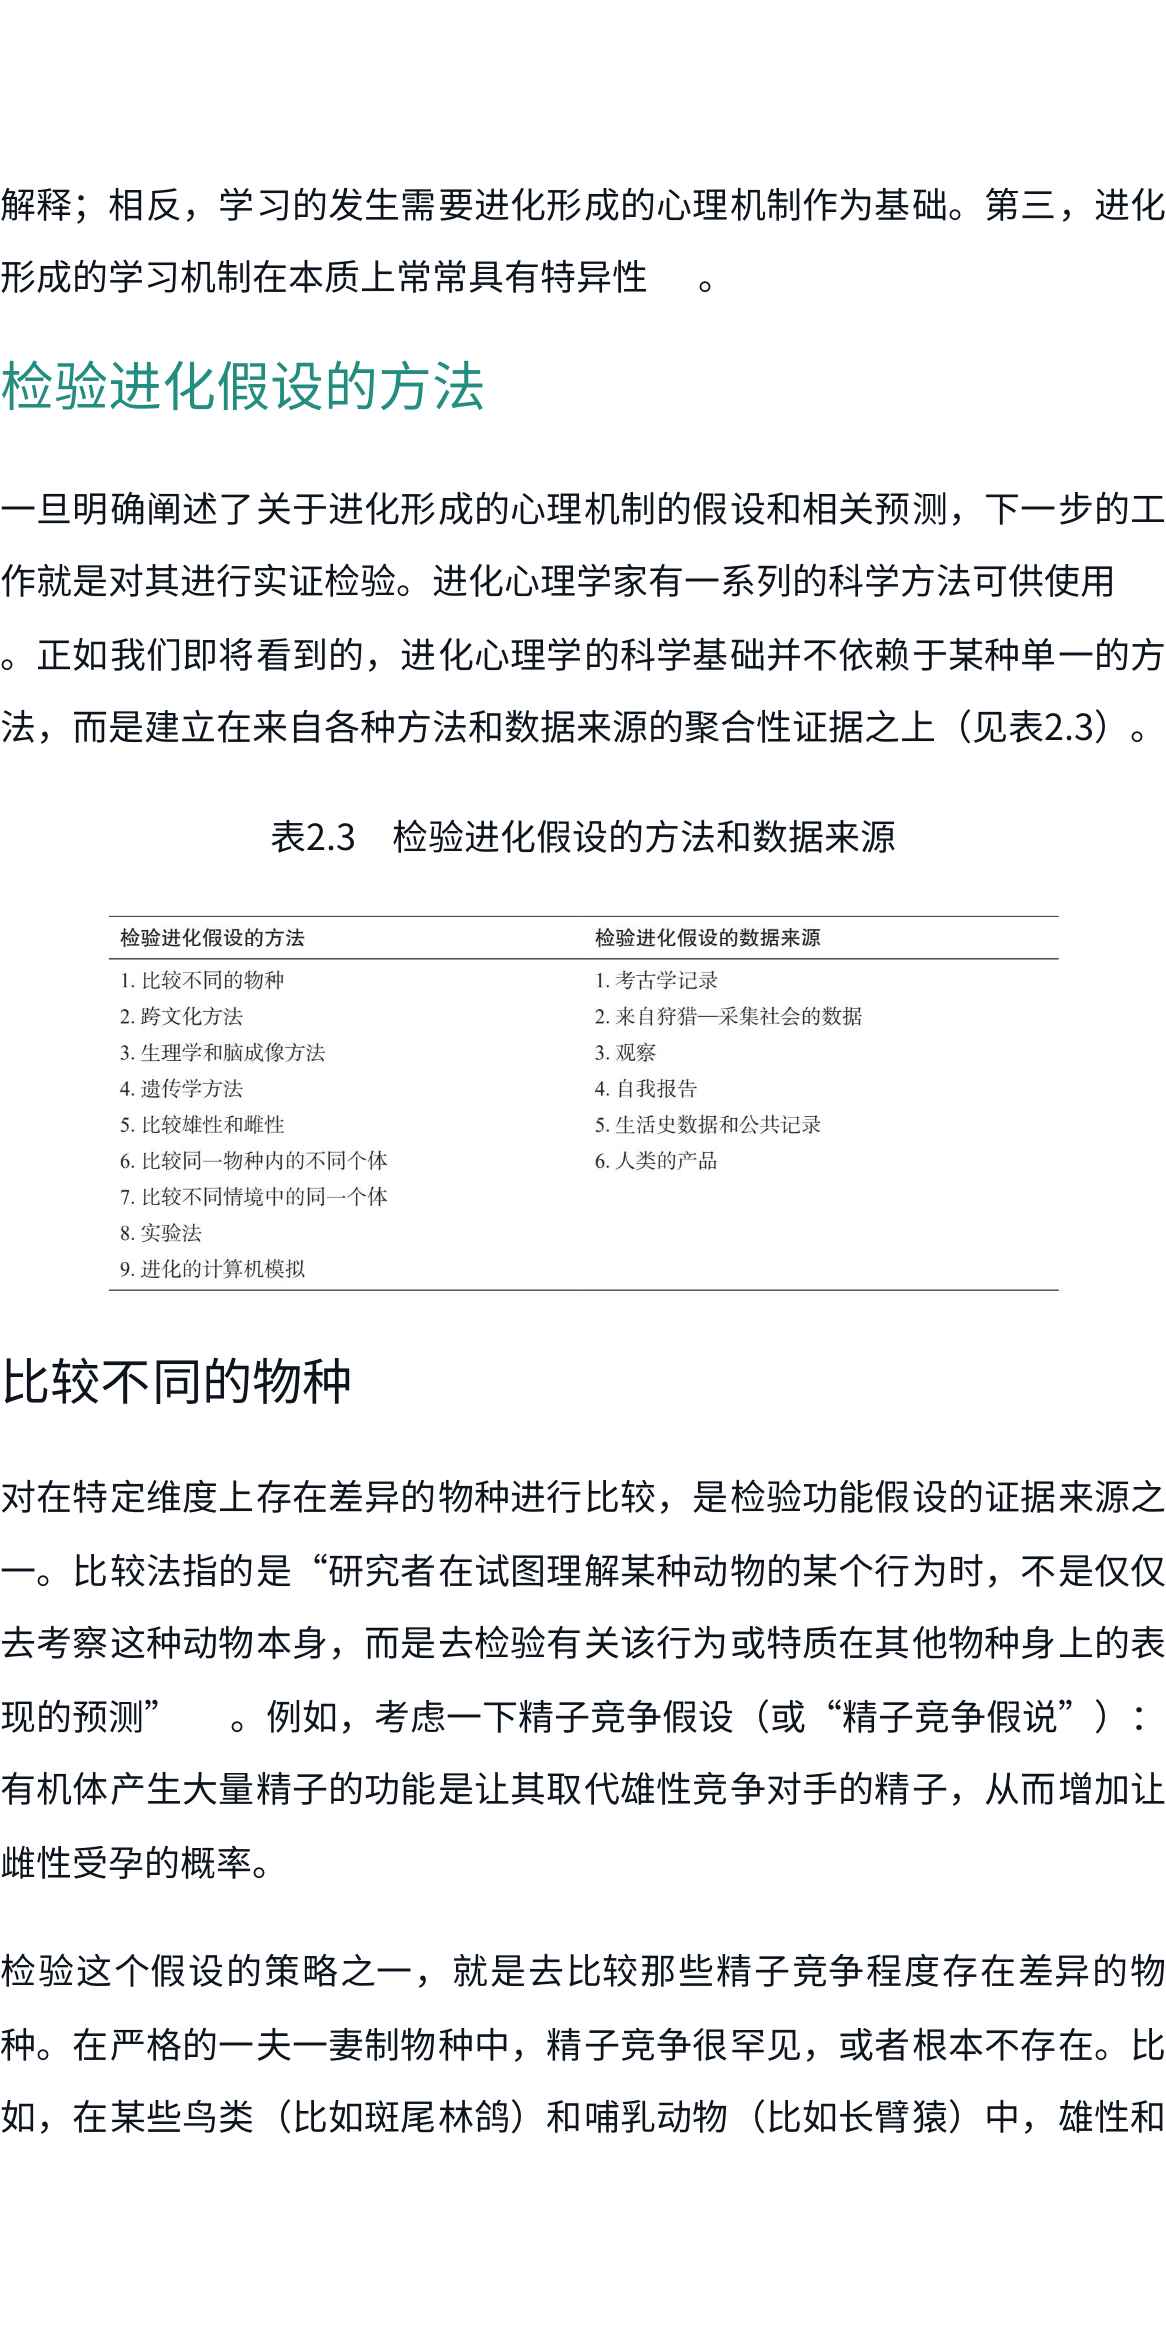 解释；相反，学习的发生需要进化形成的心理机制作为基础。第三，进化
形成的学习机制在本质上常常具有特异性 。
检验进化假设的方法
一旦明确阐述了关于进化形成的心理机制的假设和相关预测，下一步的工
作就是对其进行实证检验。进化心理学家有一系列的科学方法可供使用
。正如我们即将看到的，进化心理学的科学基础并不依赖于某种单一的方
法，而是建立在来自各种方法和数据来源的聚合性证据之上（见表2.3）。
表2.3 检验进化假设的方法和数据来源
检验进化假设的方法 检验进化假设的数据来源
1. 比较不同的物种 1. 考古学记录
2. 跨文化方法 2. 来自狩猎—采集社会的数据
3. 生理学和脑成像方法 3. 观察
4. 遗传学方法 4. 自我报告
5. 比较雄性和雌性 5. 生活史数据和公共记录
6. 比较同一物种内的不同个体 6. 人类的产品
7. 比较不同情境中的同一个体
8. 实验法
9. 进化的计算机模拟
比较不同的物种
对在特定维度上存在差异的物种进行比较，是检验功能假设的证据来源之
一。比较法指的是“研究者在试图理解某种动物的某个行为时，不是仅仅
去考察这种动物本身，而是去检验有关该行为或特质在其他物种身上的表
现的预测” 。例如，考虑一下精子竞争假设（或“精子竞争假说”）：
有机体产生大量精子的功能是让其取代雄性竞争对手的精子，从而增加让
雌性受孕的概率。
检验这个假设的策略之一，就是去比较那些精子竞争程度存在差异的物
种。在严格的一夫一妻制物种中，精子竞争很罕见，或者根本不存在。比
如，在某些鸟类（比如斑尾林鸽）和哺乳动物（比如长臂猿）中，雄性和